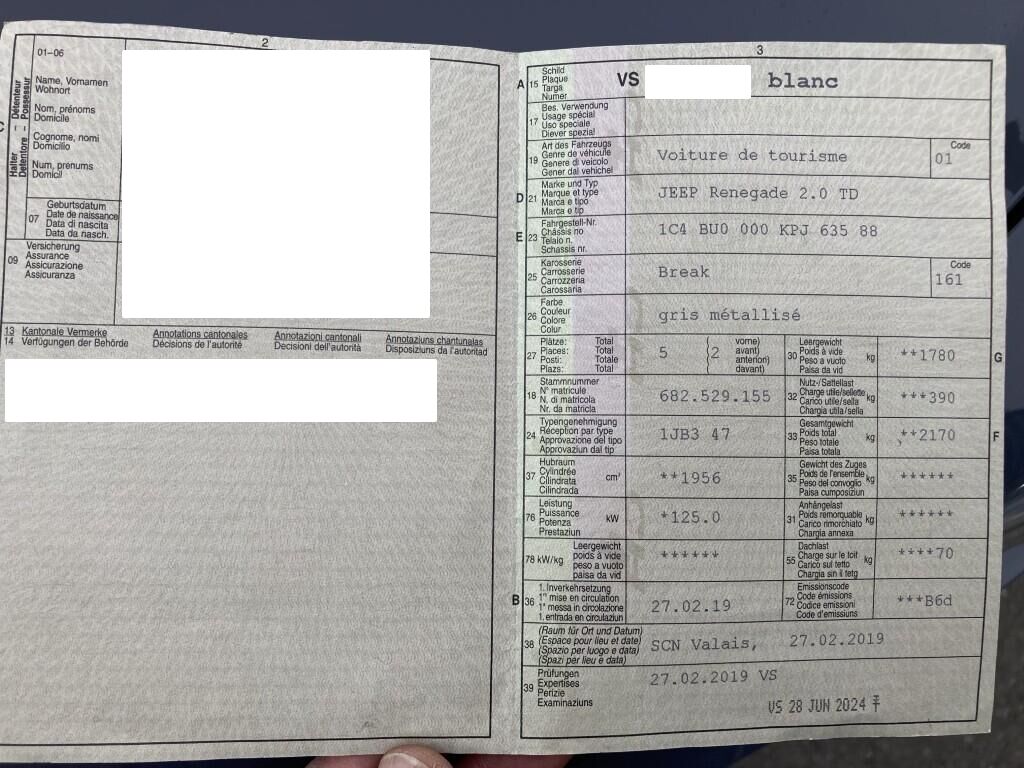 2
01-06
Name, Vornamen
Wohnort
Nom, prénoms
Domicile
Cognome, nomi
Domicilio
Num, prenums
Domicil
C
Halter – Détenteur
Detentore – Possessur
07
Geburtsdatum
Date de naissance
Data di nascita
Data da nasch.
09
Versicherung
Assurance
Assicurazione
Assicuranza
13 Kantonale Vermerke Annotations cantonales Annotazioni cantonali Annotaziuns chantunalas
14 Verfügungen der Behörde Décisions de l'autorité Decisioni dell'autorità Disposiziuns da l'autoritad
3
A 15
Schild
Plaque
Targa
Numer
VS blanc
17
Bes. Verwendung
Usage spécial
Uso speciale
Diever spezial
19
Art des Fahrzeugs
Genre de véhicule
Genere di veicolo
Gener dal vehichel
Voiture de tourisme
Code
01
D 21
Marke und Typ
Marque et type
Marca e tipo
Marca e tip
JEEP Renegade 2.0 TD
E 23
Fahrgestell-Nr.
Châssis no
Telaio n.
Schassis nr.
1C4 BU0 000 KPJ 635 88
25
Karosserie
Carrosserie
Carrozzeria
Carossaria
Break
Code
161
26
Farbe
Couleur
Colore
Colur
gris métallisé
27
Plätze: Total
Places: Total
Posti: Totale
Plazs: Total
5
(2
vorne)
avant)
anterion)
davant)
30
Leergewicht
Poids à vide
Peso a vuoto
Paisa da vid
kg
**1780
G
18
Stammnummer
N° matricule
N. di matricola
Nr. da matricla
682.529.155
32
Nutz-/Sattellast
Charge utile/sellette
Carico utile/sella
Chargia utila/sella
kg
***390
24
Typengenehmigung
Réception par type
Approvazione del tipo
Approvaziun dal tip
1JB3 47
33
Gesamtgewicht
Poids total
Peso totale
Paisa totala
kg
**2170
F
37
Hubraum
Cylindrée
Cilindrata
Cilindrada
cm³
**1956
35
Gewicht des Zuges
Poids de l'ensemble
Peso del convoglio
Paisa cumposiziun
kg
******
76
Leistung
Puissance
Potenza
Prestaziun
kW
*125.0
31
Anhängelast
Poids remorquable
Carico rimorchiato
Chargia annexa
kg
******
78 kW/kg
Leergewicht
poids à vide
peso a vuoto
paisa da vid
******
55
Dachlast
Charge sur le toit
Carico sul tetto
Chargia sin il tetg
kg
****70
B 36
1. Inverkehrsetzung
1re mise en circulation
1a messa in circolazione
1. entrada en circulaziun
27.02.19
72
Emissionscode
Code émissions
Codice emissioni
Code d'emissiuns
***B6d
38
(Raum für Ort und Datum)
(Espace pour lieu et date)
(Spazio per luogo e data)
(Spazi per lieu e data)
SCN Valais, 27.02.2019
39
Prüfungen
Expertises
Perizie
Examinaziuns
27.02.2019 VS
VS 28 JUN 2024